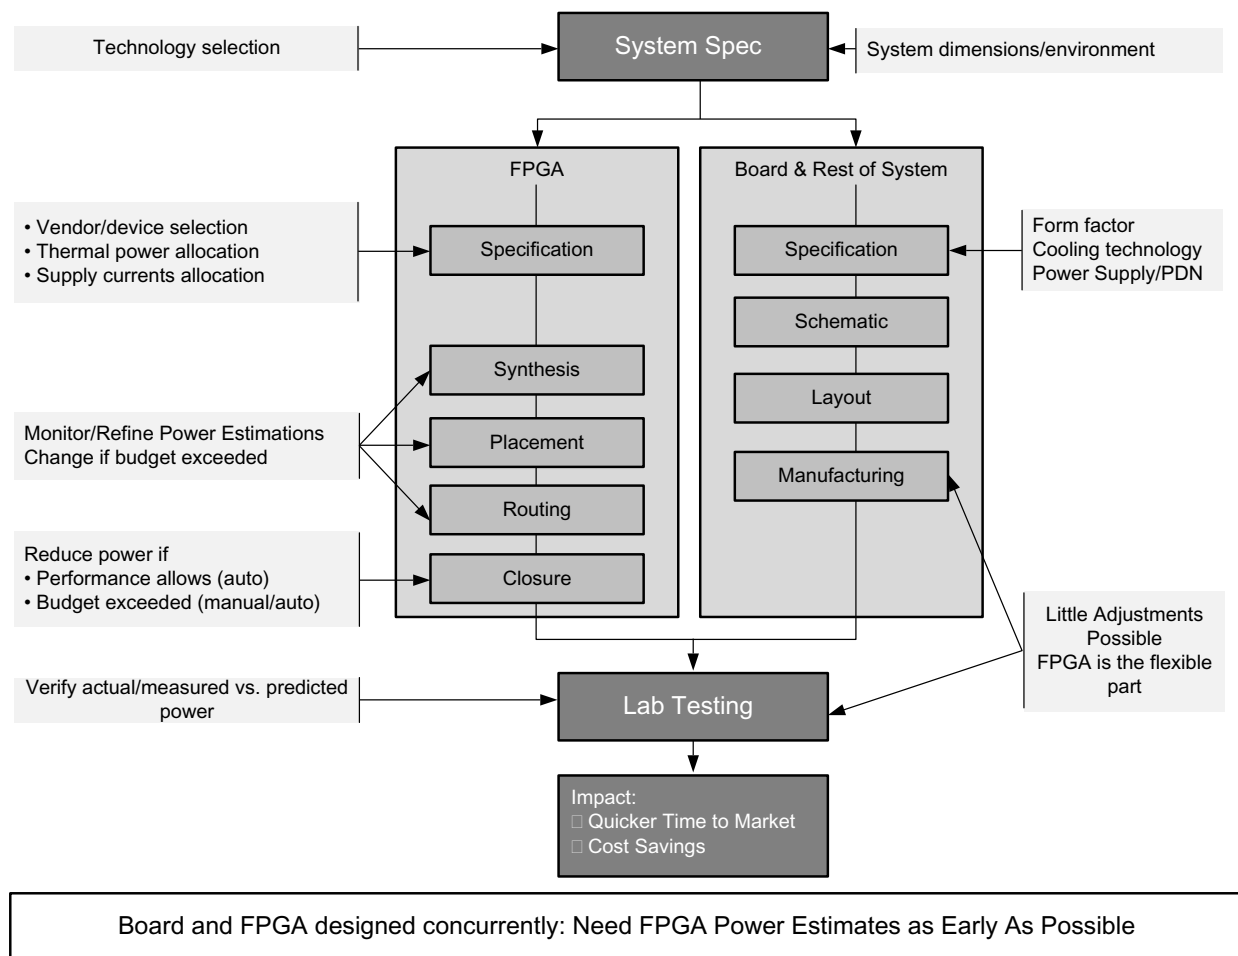 Technology selection
System Spec
System dimensions/environment
FPGA
Board & Rest of System
• Vendor/device selection
• Thermal power allocation
• Supply currents allocation
Specification
Specification
Form factor
Cooling technology
Power Supply/PDN
Schematic
Synthesis
Layout
Monitor/Refine Power Estimations
Change if budget exceeded
Placement
Manufacturing
Routing
Reduce power if
• Performance allows (auto)
• Budget exceeded (manual/auto)
Closure
Little Adjustments
Possible
FPGA is the flexible
part
Verify actual/measured vs. predicted
power
Lab Testing
Impact:
□ Quicker Time to Market
□ Cost Savings
Board and FPGA designed concurrently: Need FPGA Power Estimates as Early As Possible